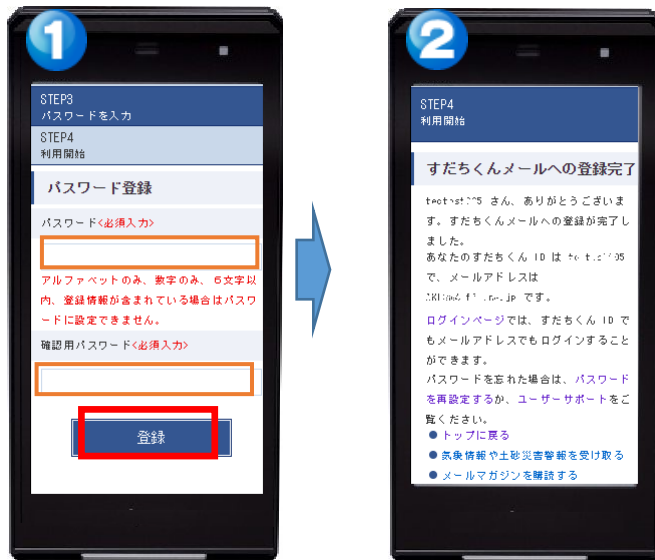 1
STEP3
パスワードを入力
STEP4
利用開始
パスワード登録
パスワード<必須入力>
アルファベットのみ、数字のみ、6文字以
内、登録情報が含まれている場合はパスワ
ードに設定できません。
確認用パスワード<必須入力>
登録
2
STEP4
利用開始
すだちくんメールへの登録完了
さん、ありがとうございま
す。すだちくんメールへの登録が完了し
ました。
あなたのすだちくん ID は
で、メールアドレスは
です。
ログインページでは、すだちくん ID で
もメールアドレスでもログインすること
ができます。
パスワードを忘れた場合は、パスワード
を再設定するか、ユーザーサポートをご
覧ください。
トップに戻る
気象情報や土砂災害警報を受け取る
メールマガジンを購読する